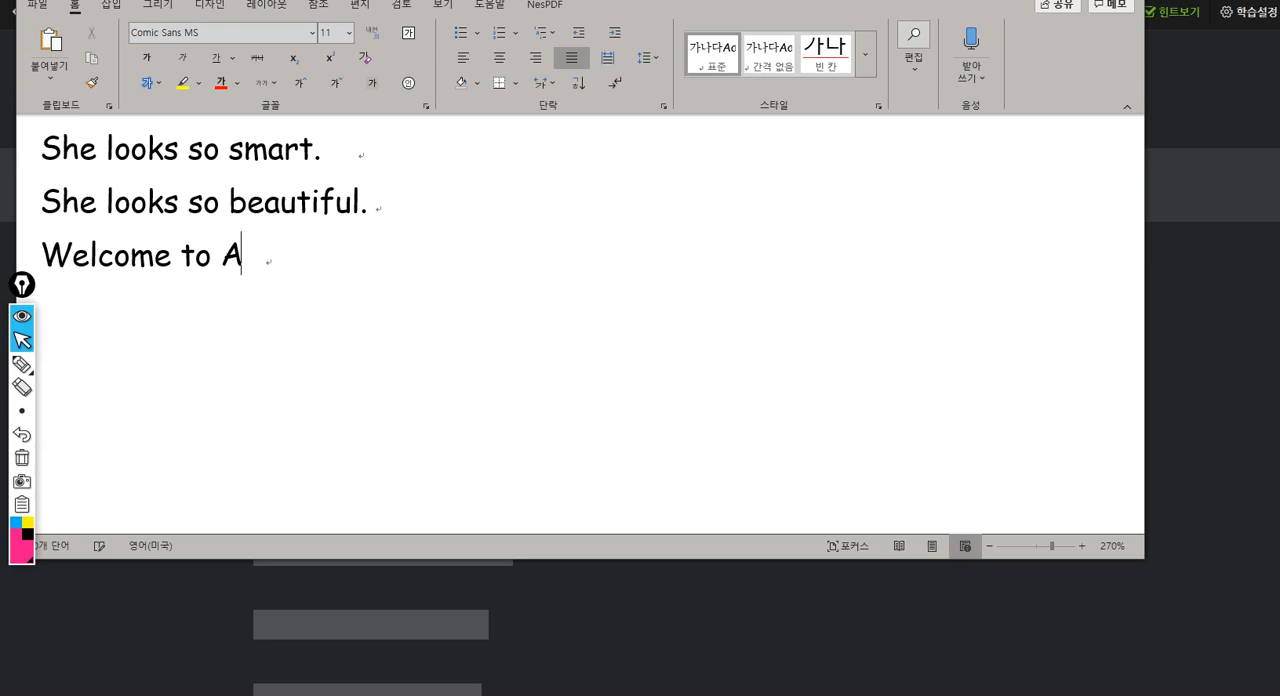 파일 홈 삽입 그리기 디자인 레이아웃 참조 편지 검토 보기 도움말 NesPDF 공유 메모 힌트보기 학습설정
붙여넣기 Comic Sans MS 11 가나다Aa 표준 가나다Aa 간격 없음 가나 빈 칸 편집 받아쓰기
클립보드 글꼴 단락 스타일 음성
She looks so smart.
She looks so beautiful.
Welcome to A
0개 단어 영어(미국) 포커스 270%